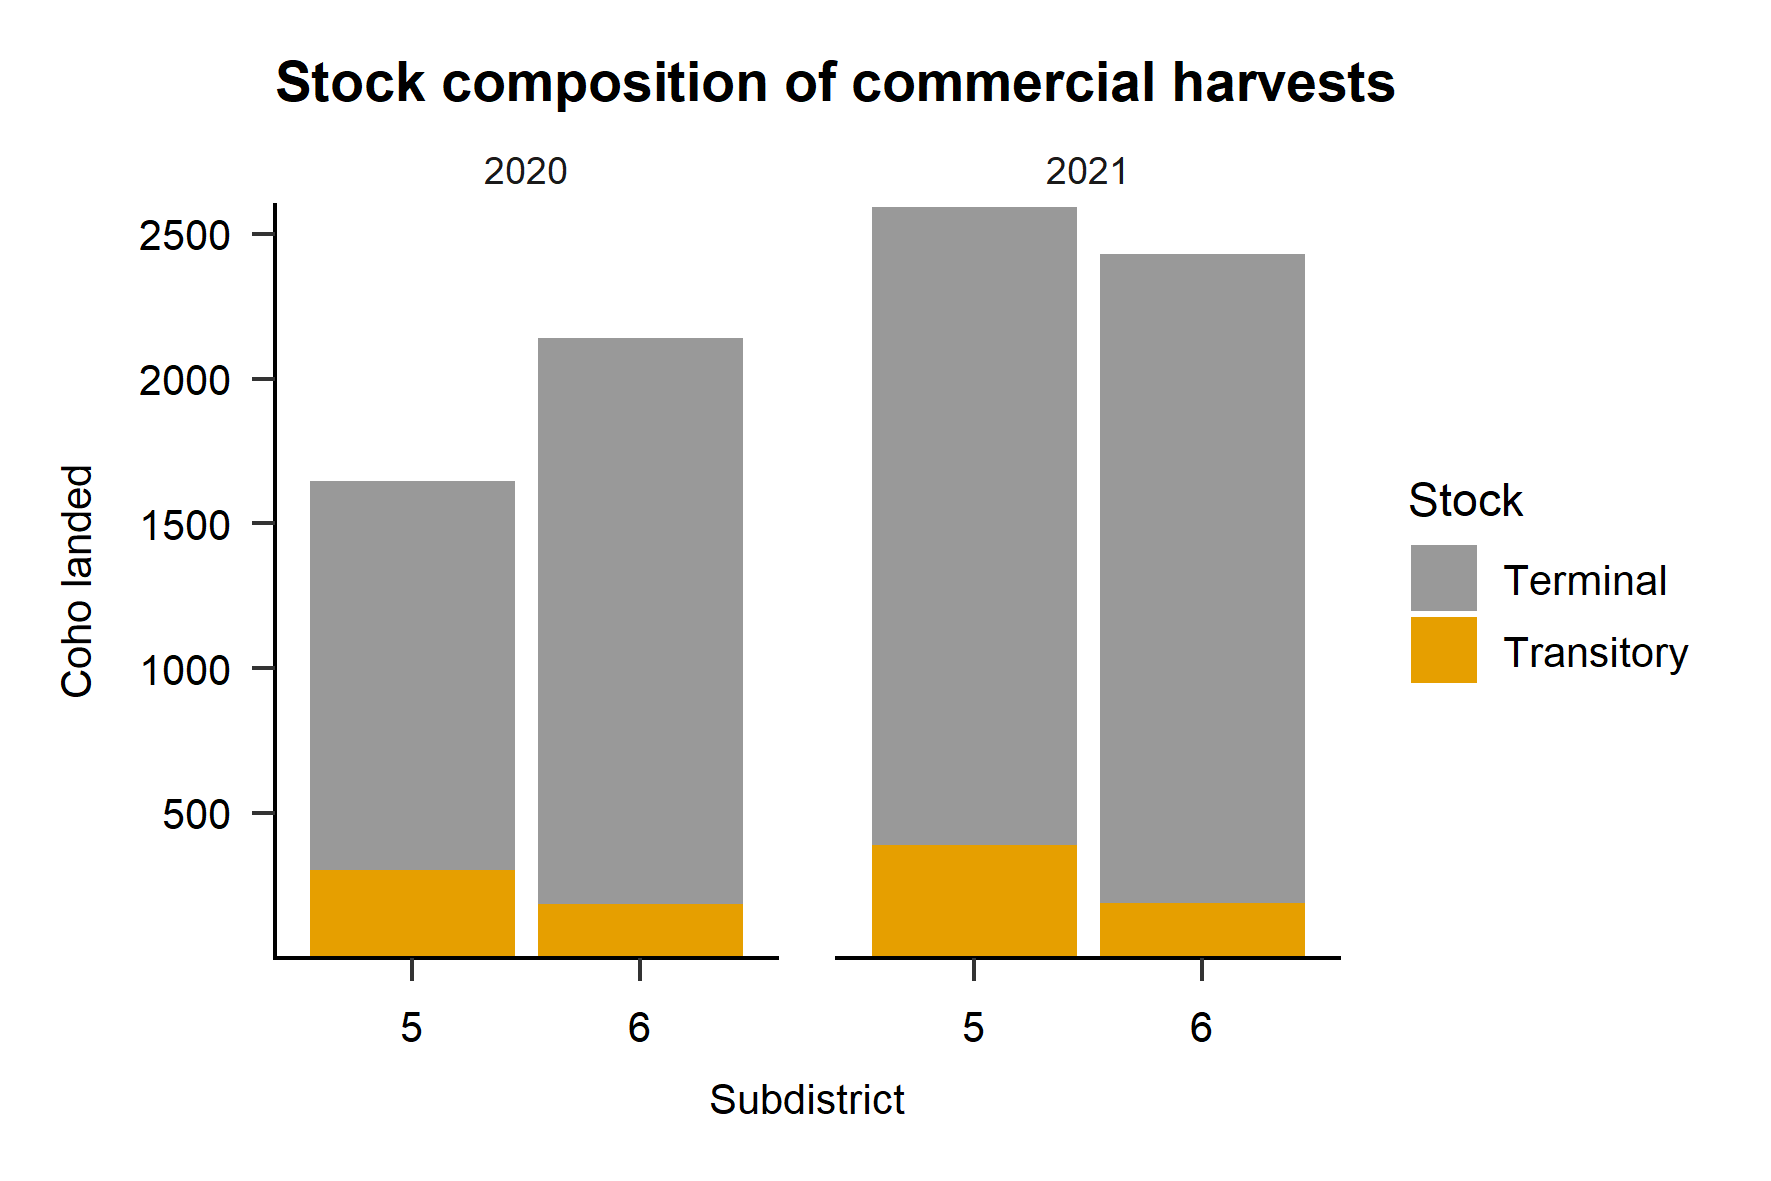 Stock composition of commercial harvests
2020 2021
2500
2000
1500
1000
500
Coho landed
5 6 5 6
Subdistrict
Stock
Terminal
Transitory